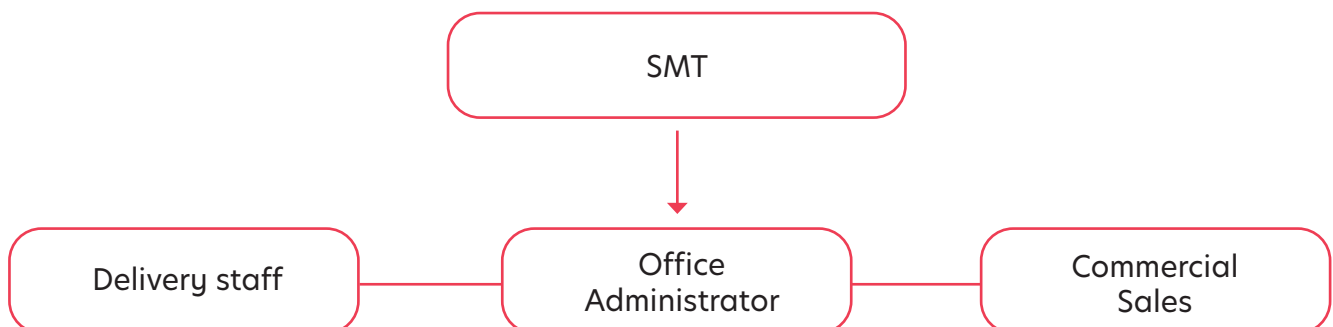 SMT
Delivery staff
Office
Administrator
Commercial
Sales